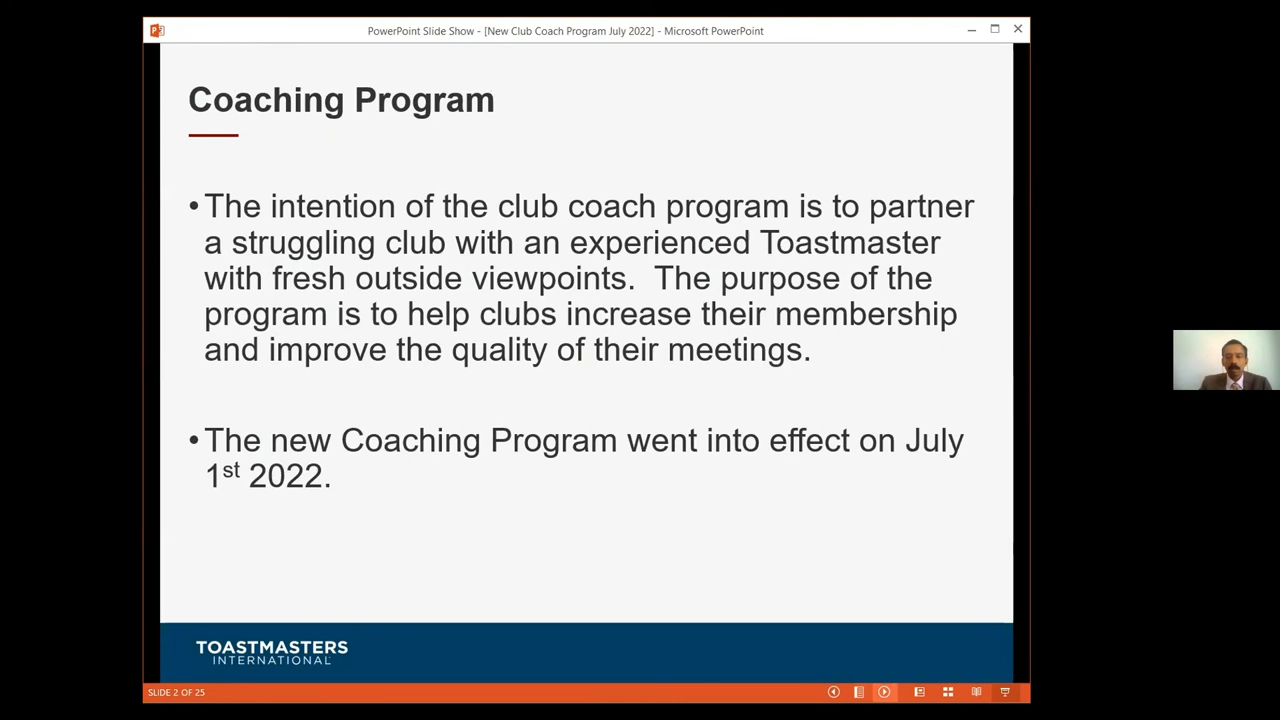 PowerPoint Slide Show - [New Club Coach Program July 2022] - Microsoft PowerPoint
Coaching Program
• The intention of the club coach program is to partner
a struggling club with an experienced Toastmaster
with fresh outside viewpoints.  The purpose of the
program is to help clubs increase their membership
and improve the quality of their meetings.
• The new Coaching Program went into effect on July
1st 2022.
TOASTMASTERS
INTERNATIONAL
SLIDE 2 OF 25